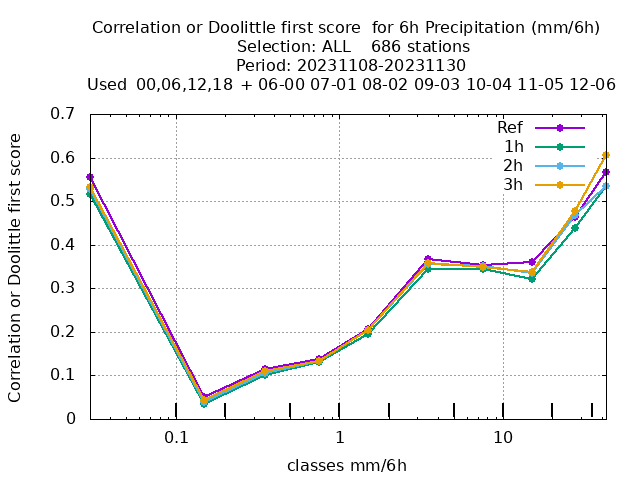 Correlation or Doolittle first score  for 6h Precipitation (mm/6h)
Selection: ALL    686 stations
Period: 20231108-20231130
Used  00,06,12,18 + 06-00 07-01 08-02 09-03 10-04 11-05 12-06
Correlation or Doolittle first score
0.7
0.6
0.5
0.4
0.3
0.2
0.1
0
Ref
1h
2h
3h
0.1 1 10
classes mm/6h